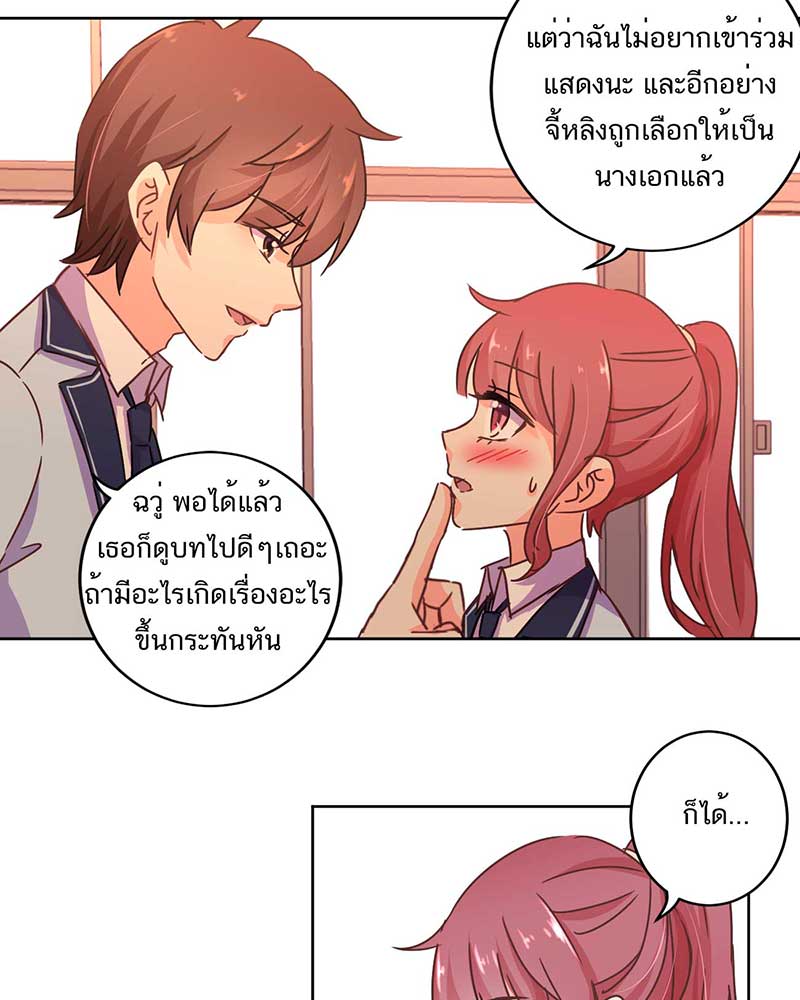 แต่ว่าฉันไม่อยากเข้าร่วม
แสดงนะ และอีกอย่าง
จี้หลิงถูกเลือกให้เป็น
นางเอกแล้ว
ฉวู่ พอได้แล้ว
เธอก็ดูบทไปดีๆเถอะ
ถ้ามีอะไรเกิดเรื่องอะไร
ขึ้นกระทันหัน
ก็ได้...